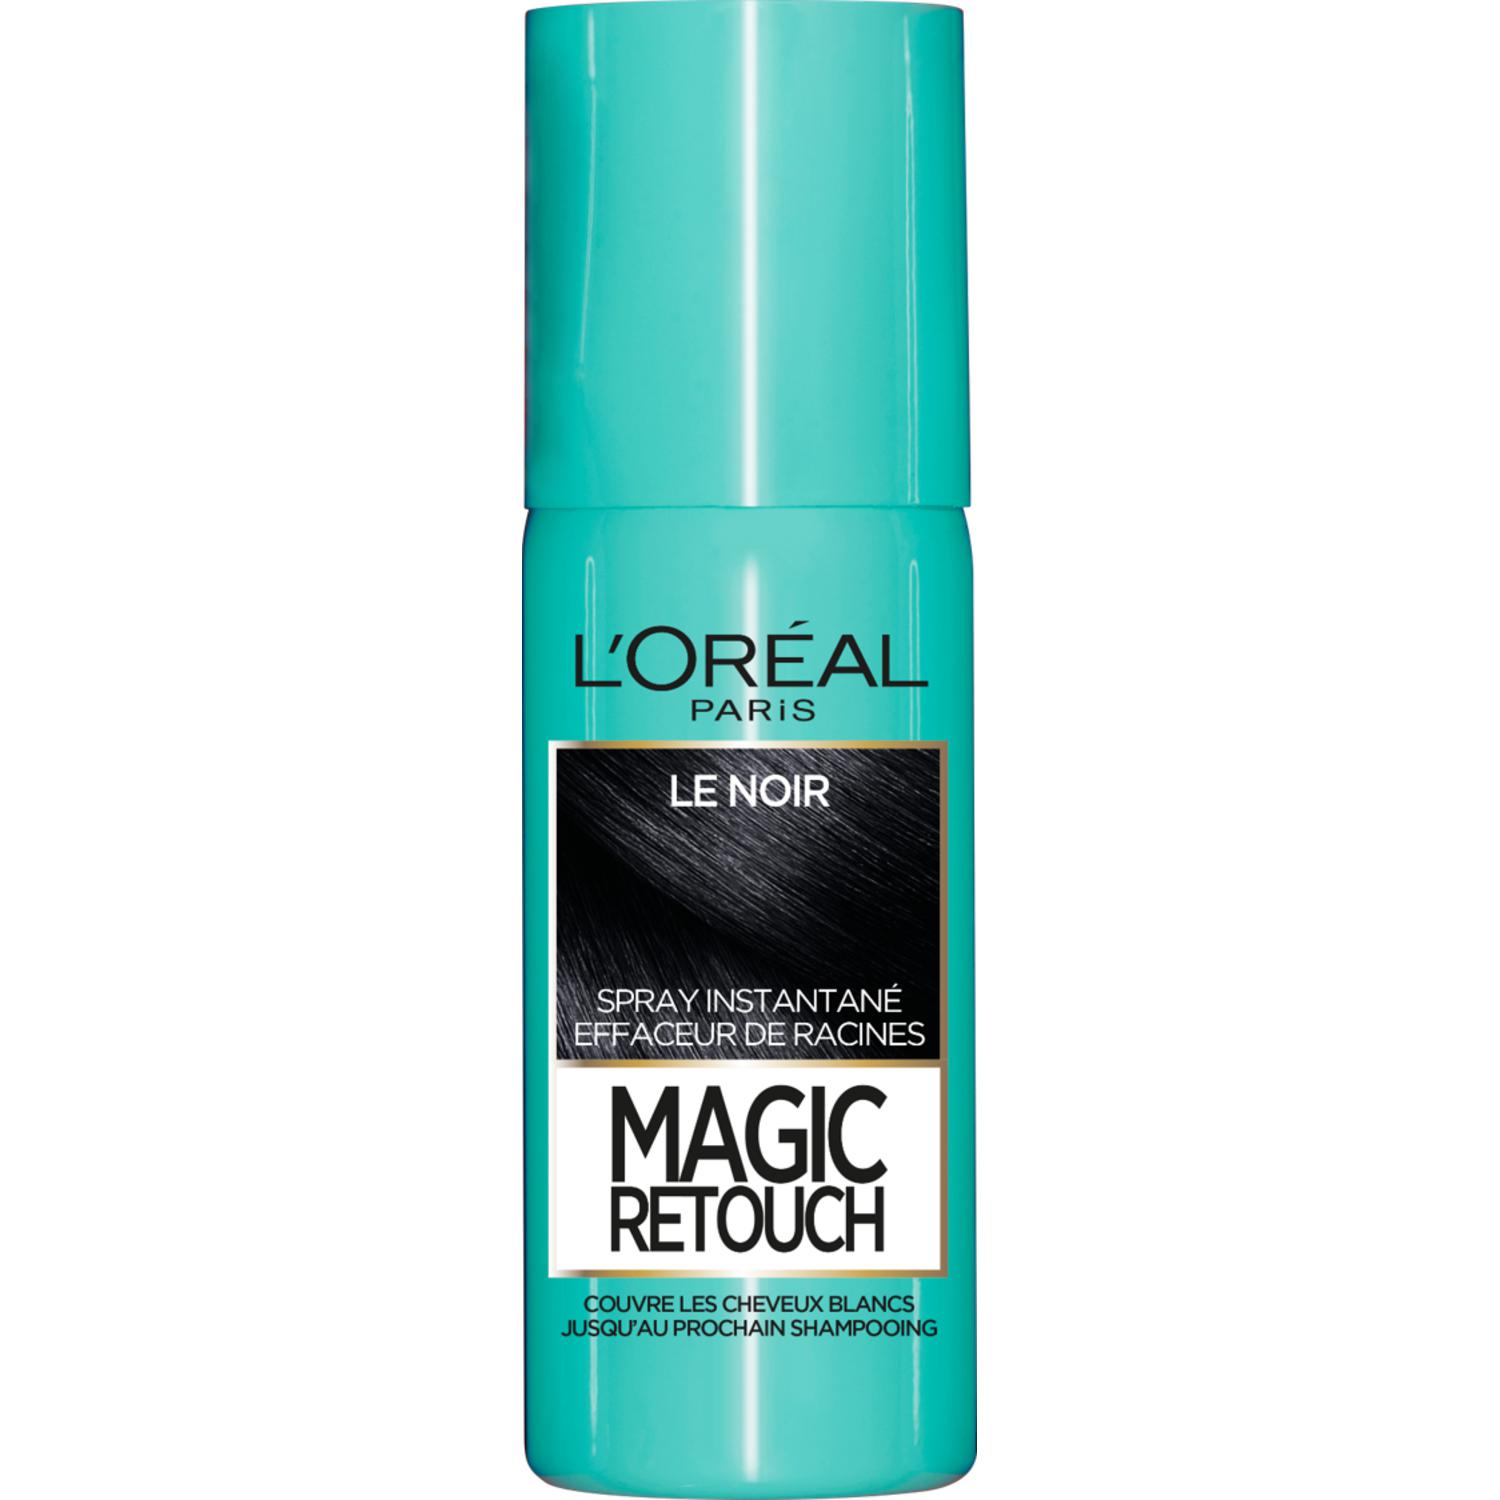 L'ORÉAL
PARiS
LE NOIR
SPRAY INSTANTANÉ
EFFACEUR DE RACINES
MAGIC
RETOUCH
COUVRE LES CHEVEUX BLANCS
JUSQU'AU PROCHAIN SHAMPOOING